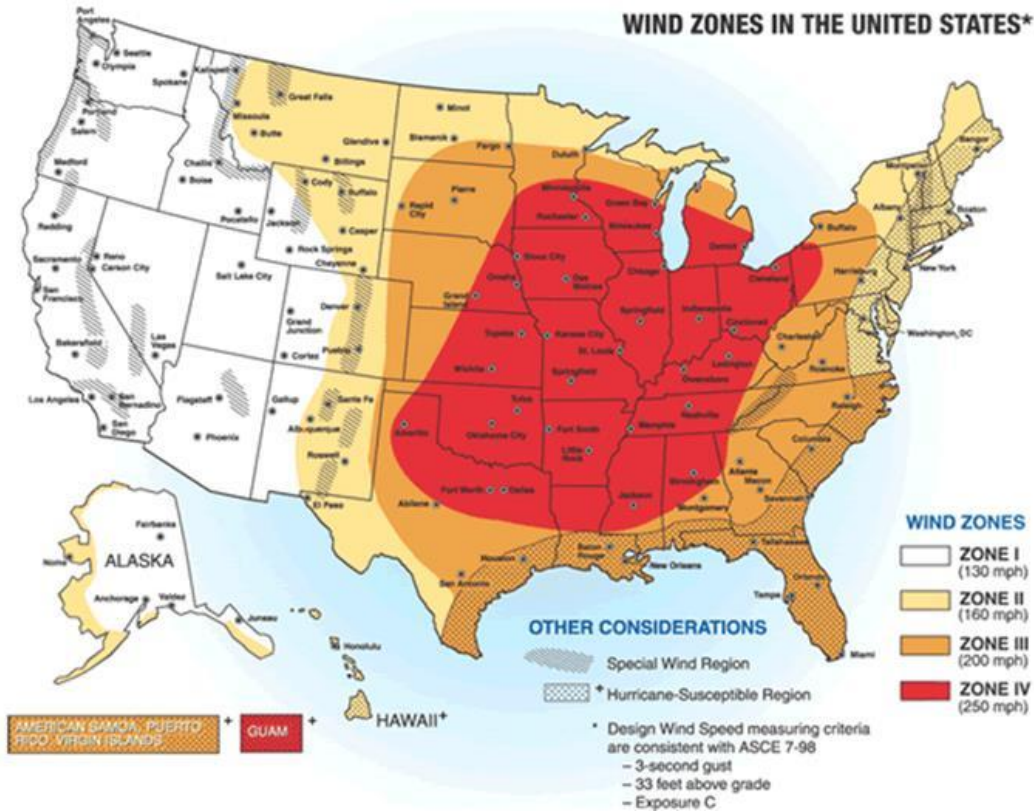 WIND ZONES IN THE UNITED STATES*
Port
Angeles
Seattle
Olympia
Spokane
Kalispell
Great Falls
Minot
Portland
Missoula
Salem
Butte
Glendive
Bismarck
Fargo
Duluth
Bangor
Billings
Montpelier
Medford
Challis
Boise
Cody
Buffalo
Pierre
Rapid
City
Minneapolis
Green Bay
Albany
Boston
Redding
Pocatello
Jackson
Casper
Rochester
Milwaukee
Detroit
Buffalo
Rock Springs
Cheyenne
Sioux City
Chicago
Cleveland
New York
Sacramento
Reno
Carson City
Salt Lake City
Omaha
Des
Moines
Harrisburg
San
Francisco
Denver
Grand
Junction
Grand
Island
Springfield
Indianapolis
Cincinnati
Washington, DC
Bakersfield
Las
Vegas
Cortez
Pueblo
Topeka
Kansas City
St. Louis
Charleston
Lexington
Roanoke
Wichita
Springfield
Owensboro
Los Angeles
San
Bernadino
Flagstaff
Gallup
Santa Fe
Tulsa
Nashville
Raleigh
San
Diego
Phoenix
Albuquerque
Amarillo
Oklahoma City
Fort Smith
Memphis
Little
Rock
Columbia
Roswell
Atlanta
Macon
Birmingham
El Paso
Abilene
Fort Worth
Dallas
Jackson
Montgomery
Savannah
Tallahassee
Houston
Baton
Rouge
New Orleans
San Antonio
Orlando
Tampa
Miami
Fairbanks
ALASKA
Nome
Anchorage
Valdez
Juneau
Honolulu
HAWAII+
WIND ZONES
ZONE I
(130 mph)
ZONE II
(160 mph)
ZONE III
(200 mph)
ZONE IV
(250 mph)
OTHER CONSIDERATIONS
Special Wind Region
+ Hurricane-Susceptible Region
* Design Wind Speed measuring criteria
are consistent with ASCE 7-98
– 3-second gust
– 33 feet above grade
– Exposure C
AMERICAN SAMOA, PUERTO
RICO, VIRGIN ISLANDS
+
GUAM
+